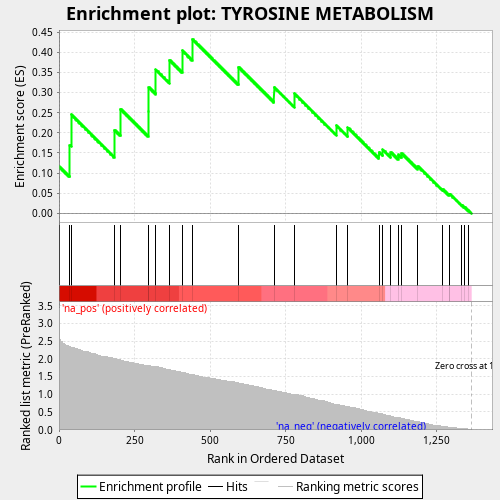 Enrichment plot: TYROSINE METABOLISM
Enrichment score (ES)
0.45
0.40
0.35
0.30
0.25
0.20
0.15
0.10
0.05
0.00
'na_pos' (positively correlated)
Ranked list metric (PreRanked)
3.5
3.0
2.5
2.0
1.5
1.0
0.5
0.0
Zero cross at 1
'na_neg' (negatively correlated)
0 250 500 750 1,000 1,250
Rank in Ordered Dataset
Enrichment profile Hits Ranking metric scores